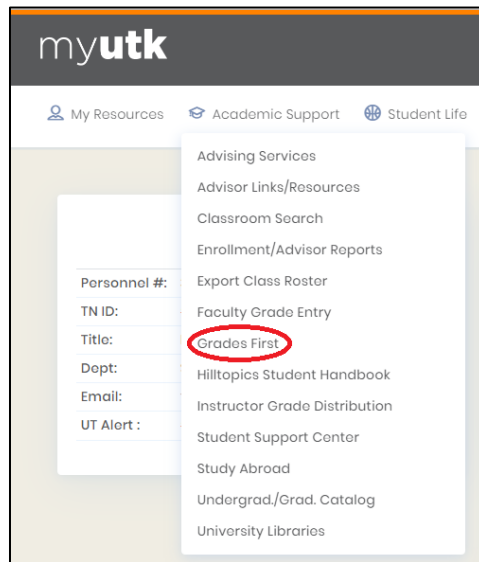 myutk
My Resources Academic Support Student Life
Advising Services
Advisor Links/Resources
Classroom Search
Enrollment/Advisor Reports
Personnel #: Export Class Roster
TN ID: Faculty Grade Entry
Title: Grades First
Dept: Hilltopics Student Handbook
Email: Instructor Grade Distribution
UT Alert : Student Support Center
Study Abroad
Undergrad./Grad. Catalog
University Libraries